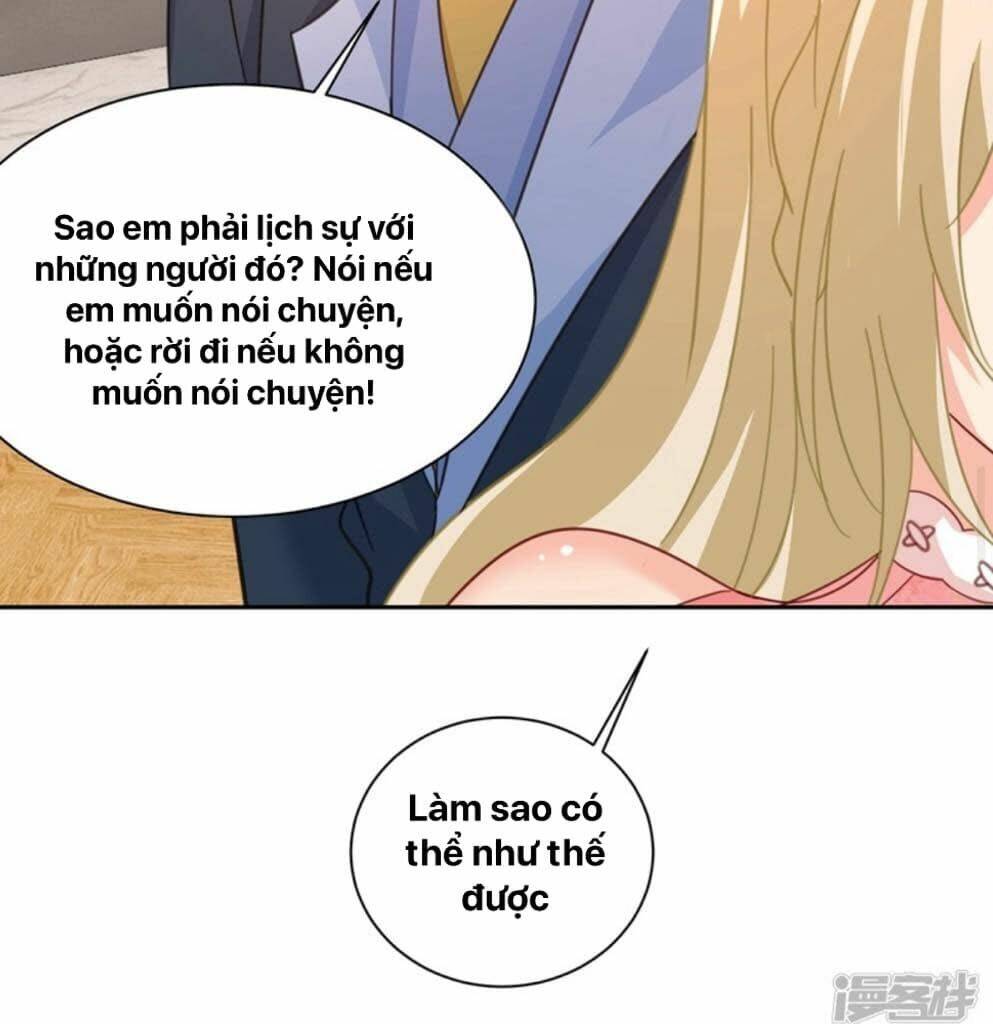 Sao em phải lịch sự với
những người đó? Nói nếu
em muốn nói chuyện,
hoặc rời đi nếu không
muốn nói chuyện!
Làm sao có
thể như thế
được
漫客栈